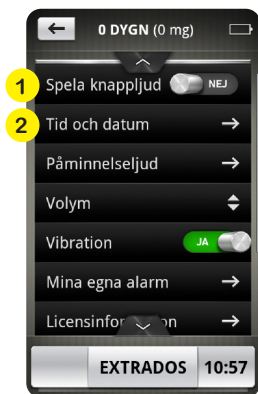 0 DYGN (0 mg)
1 Spela knappljud NEJ
2 Tid och datum
Påminnelseljud
Volym
Vibration JA
Mina egna alarm
EXTRADOS 10:57